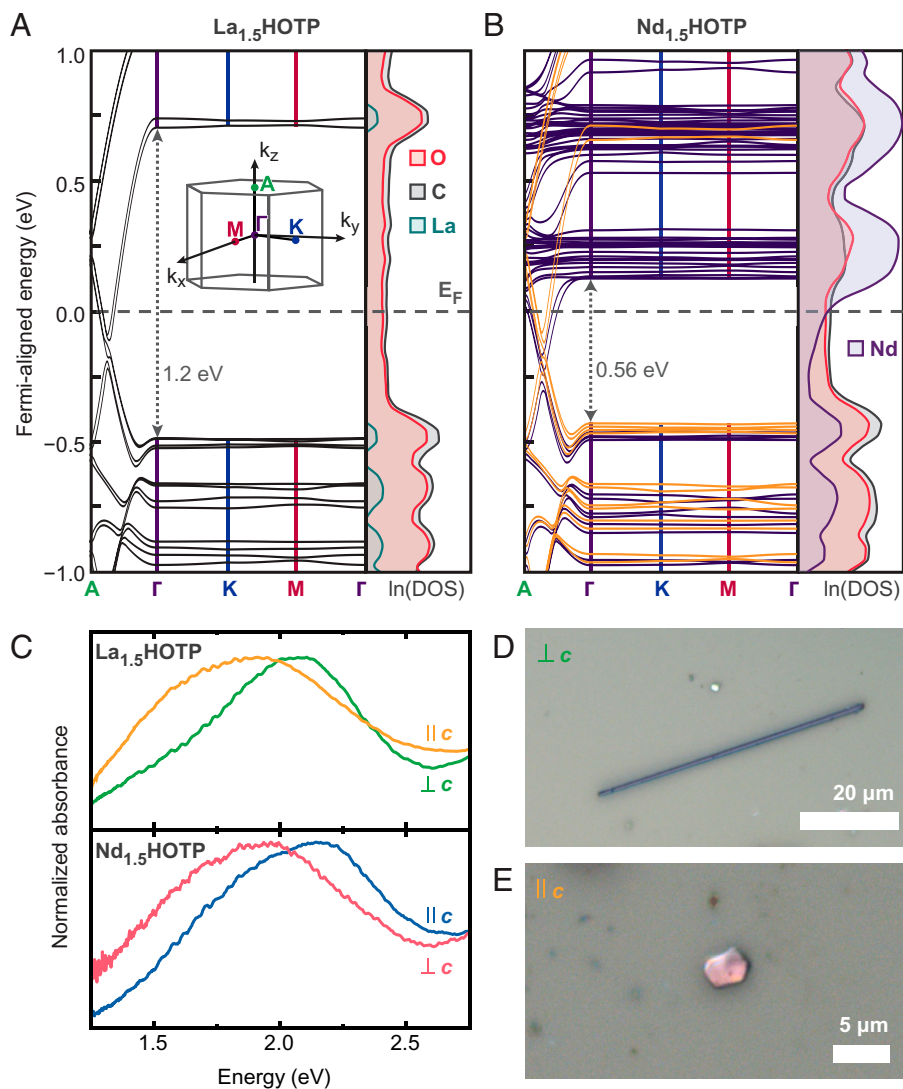 A
La1.5HOTP
B
Nd1.5HOTP
Fermi-aligned energy (eV)
1.0
0.5
0.0
−0.5
−1.0
kz
A
Γ
M
K
ky
kx
O
C
La
EF
1.2 eV
Nd
0.56 eV
A Γ K M Γ ln(DOS)
A Γ K M Γ ln(DOS)
C
La1.5HOTP
|| c
⊥ c
Nd1.5HOTP
|| c
⊥ c
Normalized absorbance
1.5 2.0 2.5
Energy (eV)
D
⊥ c
20 μm
E
|| c
5 μm